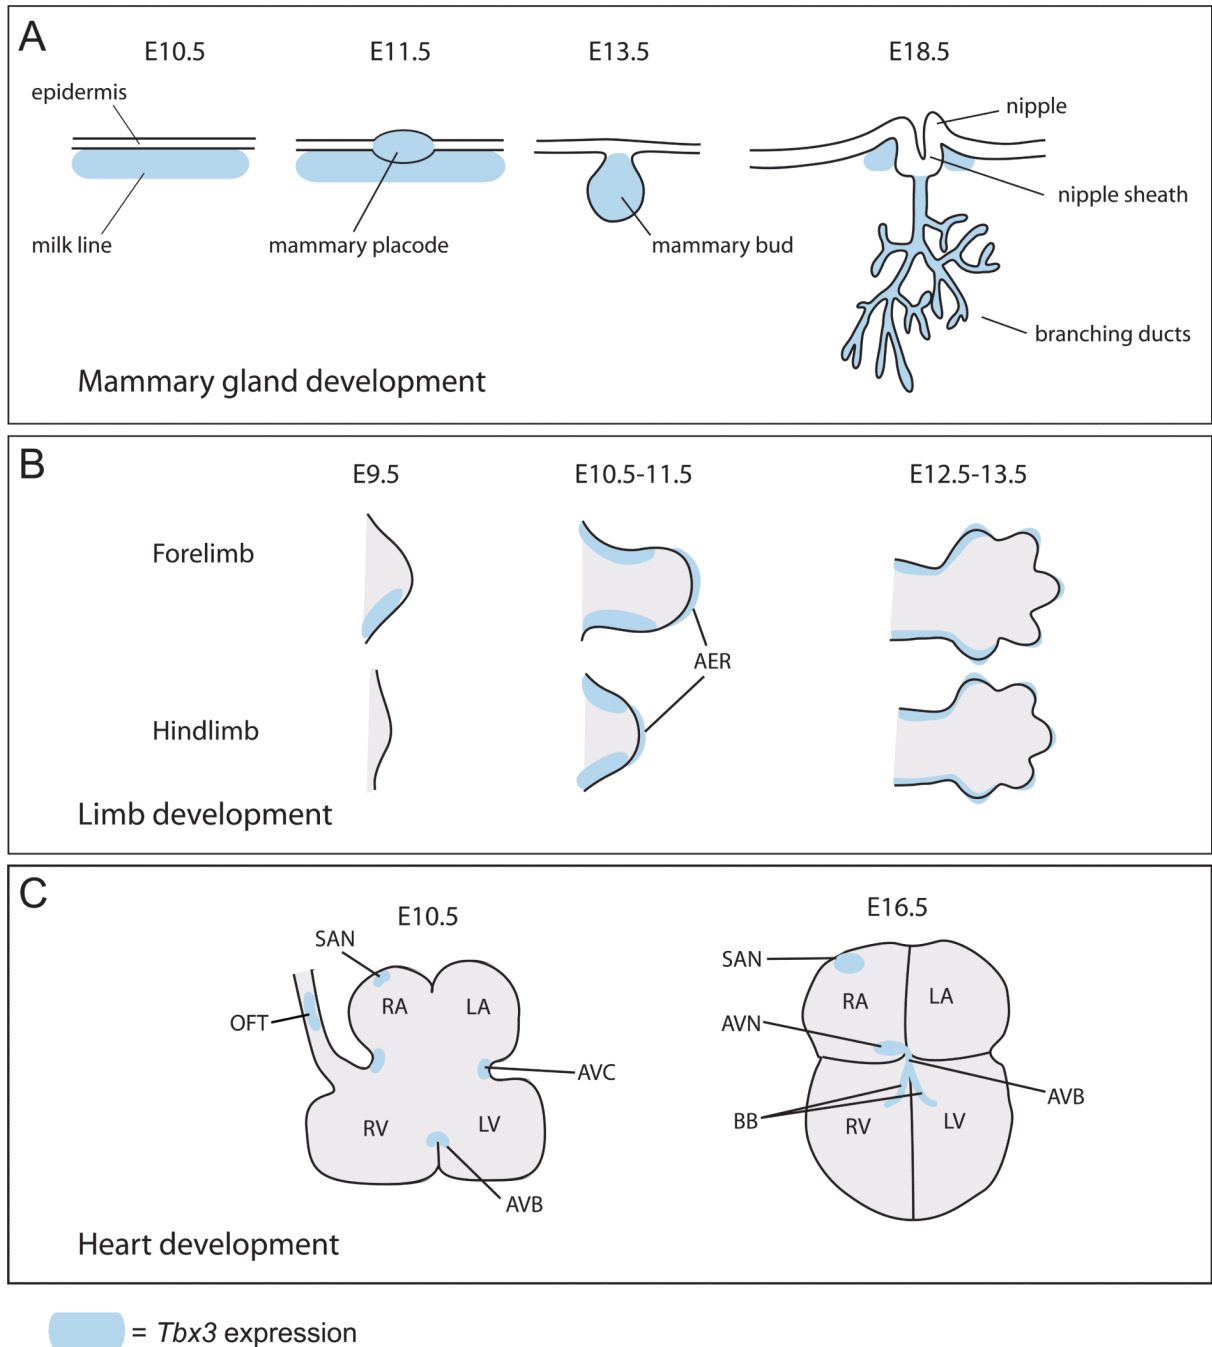 A
E10.5
E11.5
E13.5
E18.5
epidermis
nipple
nipple sheath
milk line
mammary placode
mammary bud
branching ducts
Mammary gland development
B
E9.5
E10.5-11.5
E12.5-13.5
Forelimb
AER
Hindlimb
Limb development
C
E10.5
E16.5
SAN
SAN
RA
LA
RA
LA
OFT
AVN
AVC
AVB
BB
RV
LV
RV
LV
AVB
Heart development
= Tbx3 expression